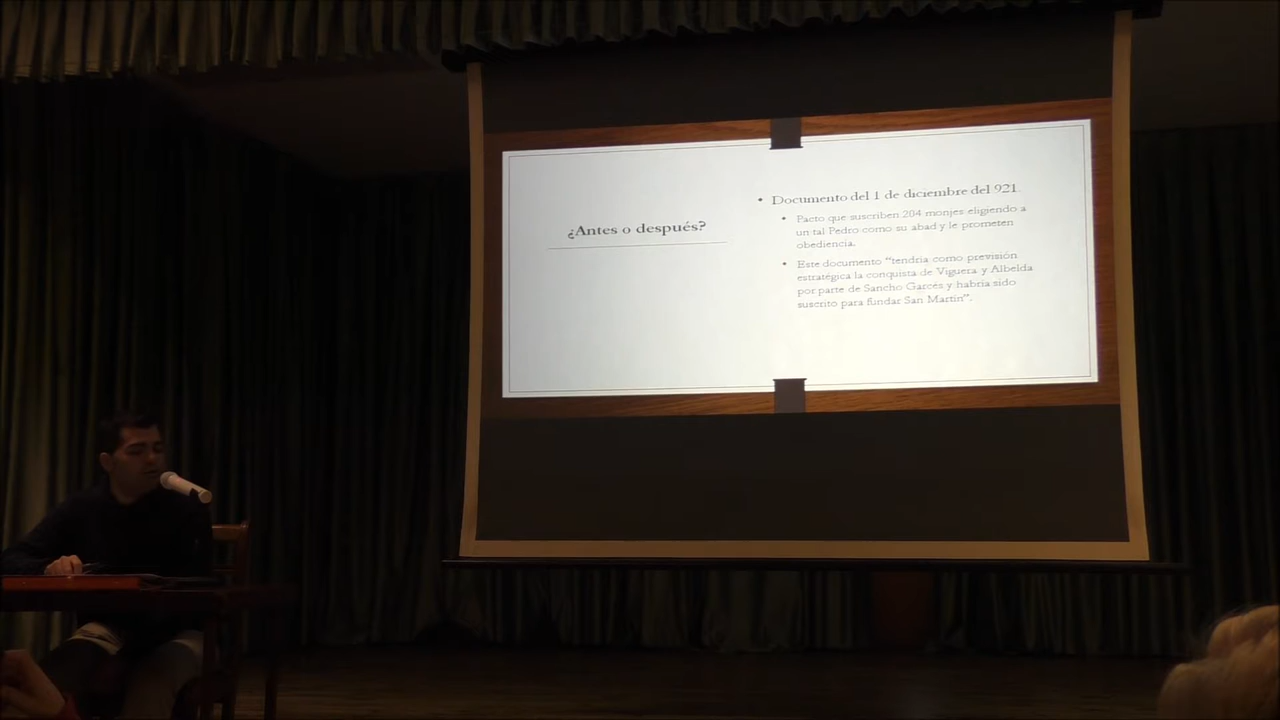 ¿Antes o después?
• Documento del 1 de diciembre del 921.
• Pacto que suscriben 204 monjes eligiendo a
un tal Pedro como su abad y le prometen
obediencia.
• Este documento “tendría como previsión
estratégica la conquista de Viguera y Albelda
por parte de Sancho Garcés y habría sido
suscrito para fundar San Martín”.